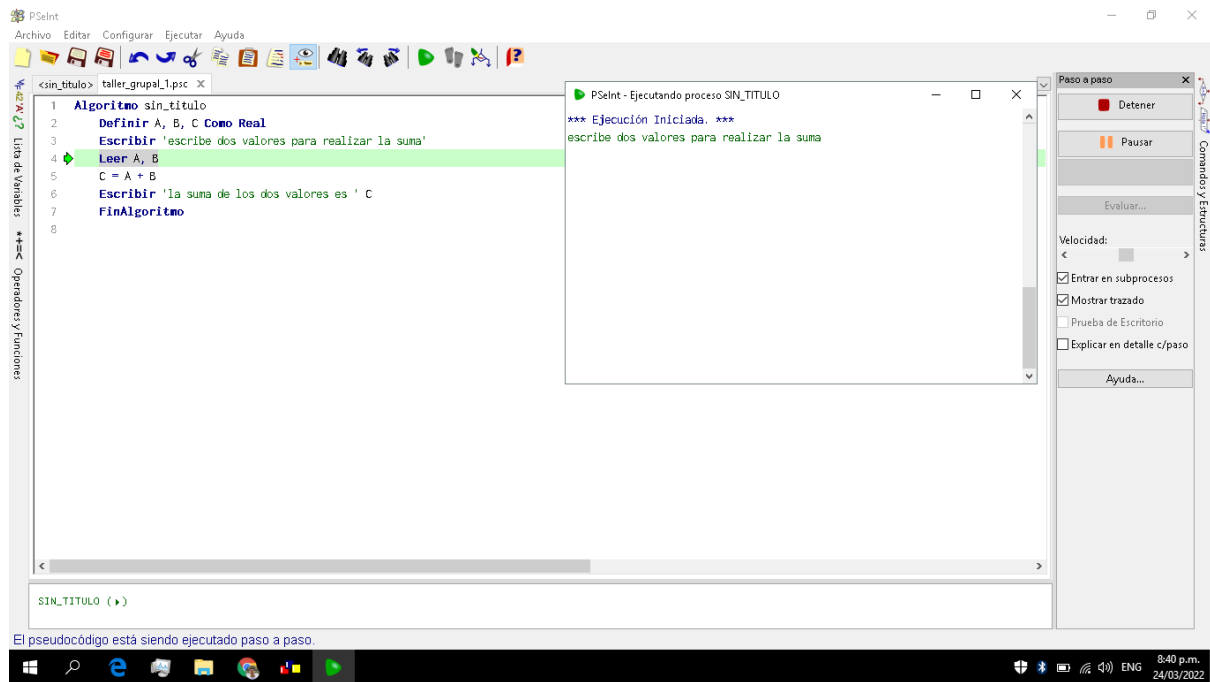 PSeInt
Archivo Editar Configurar Ejecutar Ayuda
<sin_titulo> taller_grupal_1.psc X
1 Algoritmo sin_titulo
2 Definir A, B, C Como Real
3 Escribir 'escribe dos valores para realizar la suma'
4 Leer A, B
5 C = A + B
6 Escribir 'la suma de los dos valores es ' C
7 FinAlgoritmo
8
PSeInt - Ejecutando proceso SIN_TITULO
*** Ejecución Iniciada. ***
escribe dos valores para realizar la suma
Paso a paso
Detener
Pausar
Evaluar...
Velocidad:
Entrar en subprocesos
Mostrar trazado
Prueba de Escritorio
Explicar en detalle c/paso
Ayuda...
Comandos y Estructuras
42 'A' ¿? Lista de Variables
*+=< Operadores y Funciones
SIN_TITULO (▸)
El pseudocódigo está siendo ejecutado paso a paso.
ENG
8:40 p.m.
24/03/2022